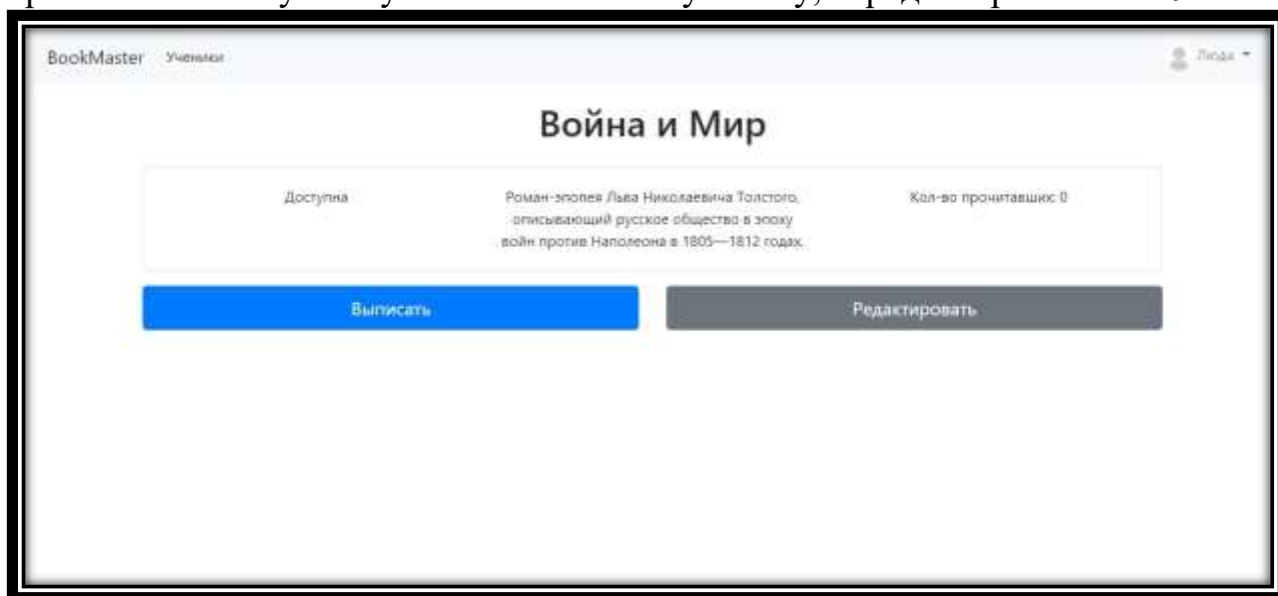 BookMaster Ученики Люда
Война и Мир
Доступна
Роман-эпопея Льва Николаевича Толстого,
описывающий русское общество в эпоху
войн против Наполеона в 1805—1812 годах.
Кол-во прочитавших: 0
Выписать
Редактировать